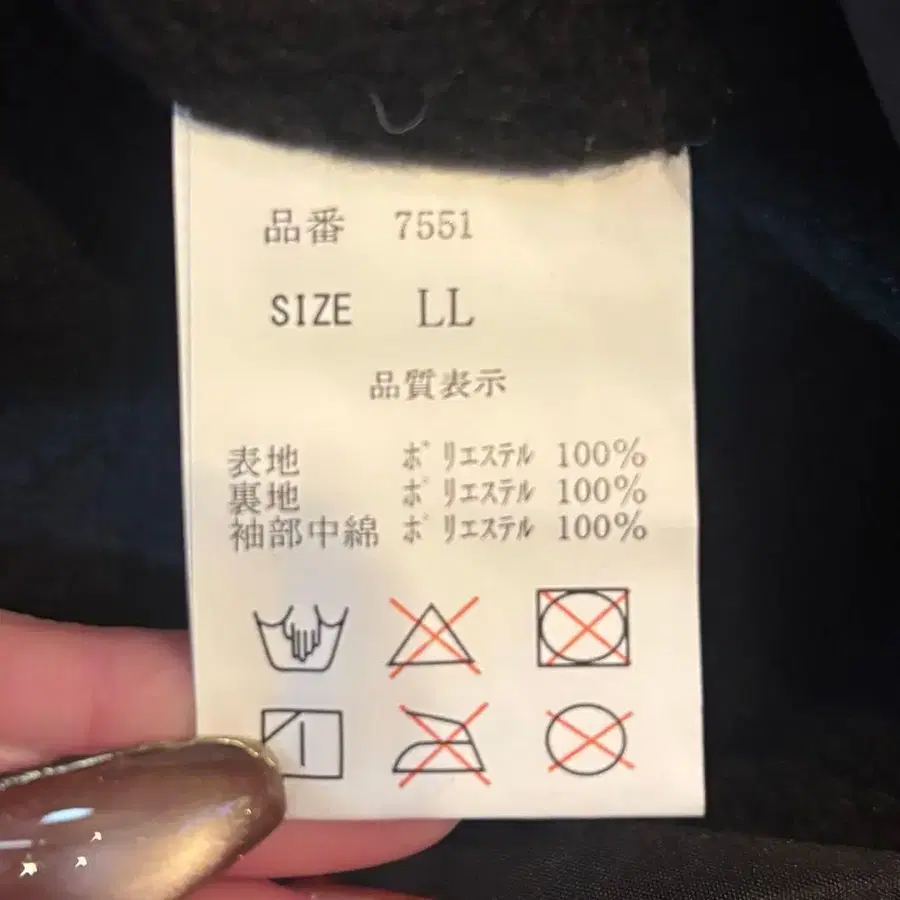 品番 7551
SIZE LL
品質表示
表地 ポリエステル 100%
裏地 ポリエステル 100%
袖部中綿 ポリエステル 100%